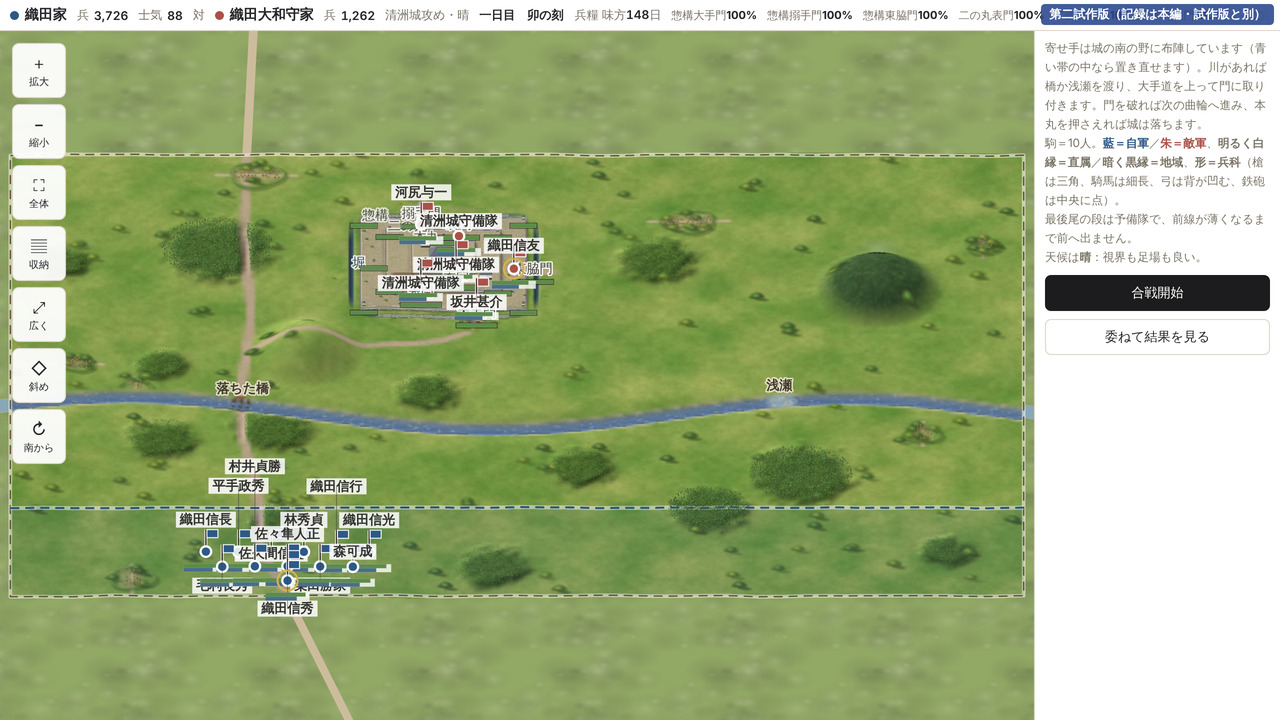 織田家 兵 3,726 士気 88 対 織田大和守家 兵 1,262 清洲城攻め・晴 一日目 卯の刻 兵糧 味方148日 惣構大手門100% 惣構搦手門100% 惣構東脇門100% 二の丸表門100%
第二試作版（記録は本編・試作版と別）
寄せ手は城の南の野に布陣しています（青
い帯の中なら置き直せます）。川があれば
橋か浅瀬を渡り、大手道を上って門に取り
付きます。門を破れば次の曲輪へ進み、本
丸を押さえれば城は落ちます。
駒＝10人。藍＝自軍／朱＝敵軍、明るく白
縁＝直属／暗く黒縁＝地域、形＝兵科（槍
は三角、騎馬は細長、弓は背が凹む、鉄砲
は中央に点）。
最後尾の段は予備隊で、前線が薄くなるま
で前へ出ません。
天候は晴：視界も足場も良い。
合戦開始
委ねて結果を見る
＋
拡大
−
縮小
全体
収納
広く
斜め
南から
河尻与一
惣構
清洲城守備隊
織田信友
堀
清洲城守備隊
脇門
清洲城守備隊
坂井甚介
落ちた橋
浅瀬
村井貞勝
平手政秀
織田信行
織田信長
林秀貞
織田信光
佐々隼人正
森可成
織田信秀